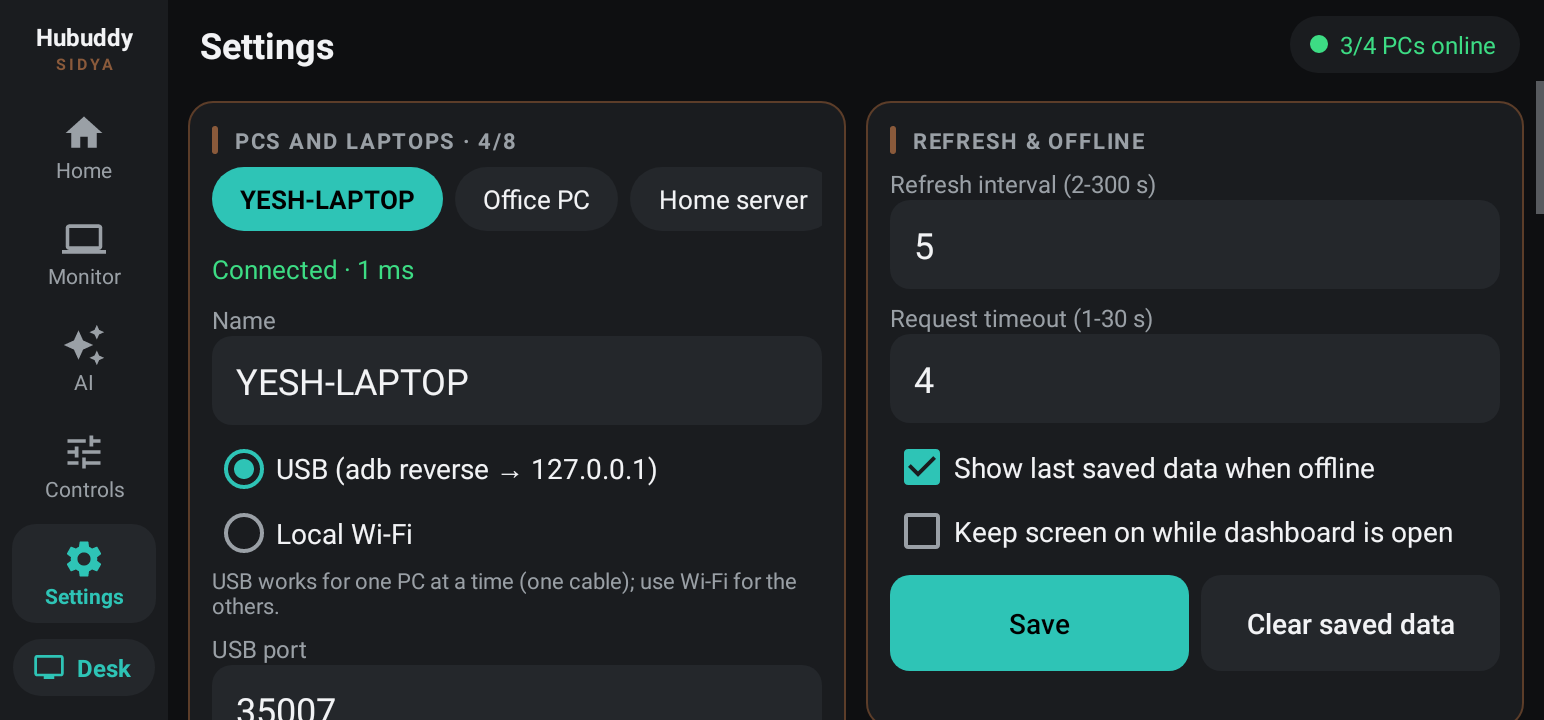 Hubuddy
SIDYA
Home
Monitor
AI
Controls
Settings
Desk
Settings
3/4 PCs online
PCS AND LAPTOPS · 4/8
YESH-LAPTOP
Office PC
Home server
Connected · 1 ms
Name
YESH-LAPTOP
USB (adb reverse → 127.0.0.1)
Local Wi-Fi
USB works for one PC at a time (one cable); use Wi-Fi for the
others.
USB port
35007
REFRESH & OFFLINE
Refresh interval (2-300 s)
5
Request timeout (1-30 s)
4
Show last saved data when offline
Keep screen on while dashboard is open
Save
Clear saved data